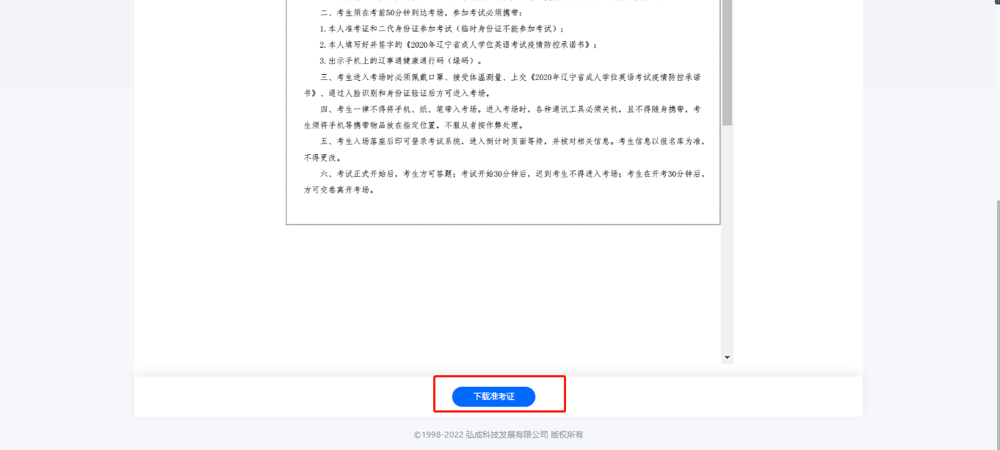 二、考生须在考前50分钟到达考场，参加考试必须携带：
1.本人准考证和二代身份证参加考试（临时身份证不能参加考试）；
2.本人填写好并签字的《2020年辽宁省成人学位英语考试疫情防控承诺书》；
3.出示手机上的辽事通健康通行码（绿码）。
三、考生进入考场时必须佩戴口罩、接受体温测量、上交《2020年辽宁省成人学位英语考试疫情防控承诺
书》、通过人脸识别和身份证验证后方可进入考场。
四、考生一律不得将手机、纸、笔带入考场。进入考场时，各种通讯工具必须关机，且不得随身携带，考
生须将手机等携带物品放在指定位置，不服从者按作弊处理。
五、考生入场落座后即可登录考试系统，进入倒计时页面等待，并核对相关信息。考生信息以报名库为准，
不得更改。
六、考试正式开始后，考生方可答题；考试开始30分钟后，迟到考生不得进入考场；考生在开考30分钟后，
方可交卷离开考场。
下载准考证
©1998-2022 弘成科技发展有限公司 版权所有